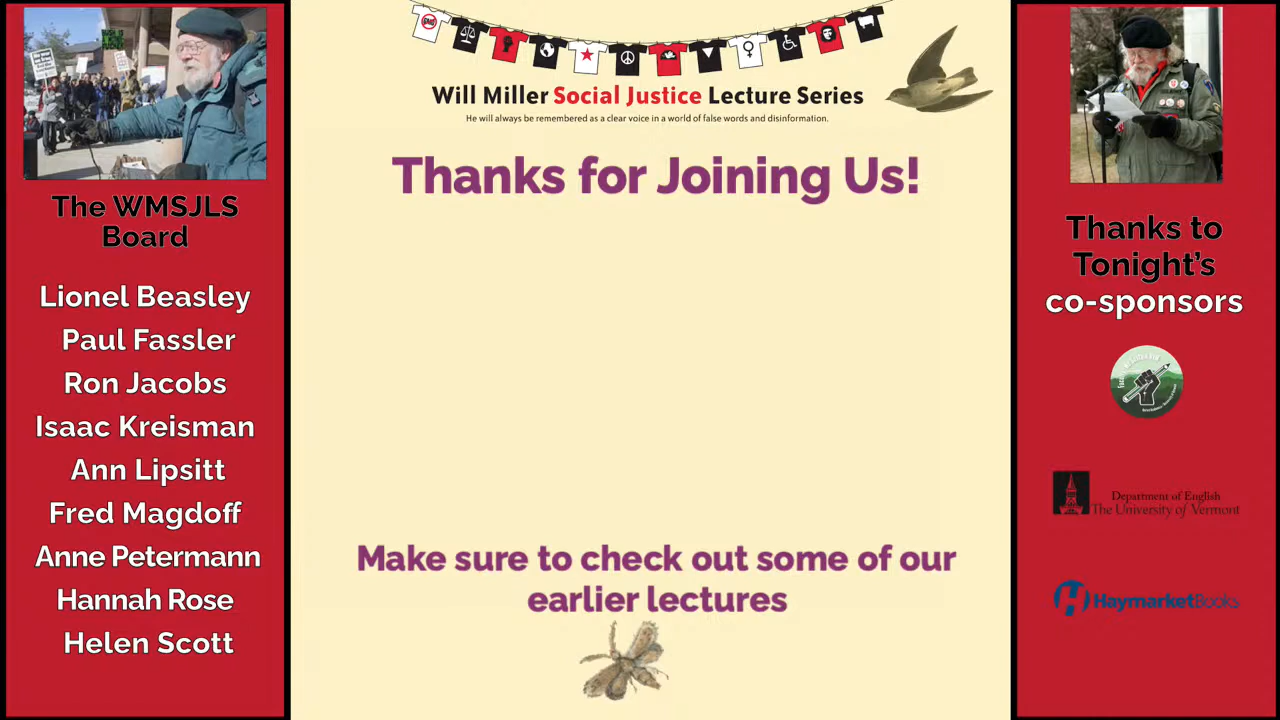 Will Miller Social Justice Lecture Series
He will always be remembered as a clear voice in a world of false words and disinformation.
Thanks for Joining Us!
Make sure to check out some of our
earlier lectures
The WMSJLS
Board
Lionel Beasley
Paul Fassler
Ron Jacobs
Isaac Kreisman
Ann Lipsitt
Fred Magdoff
Anne Petermann
Hannah Rose
Helen Scott
Thanks to
Tonight's
co-sponsors
Department of English
The University of Vermont
HaymarketBooks